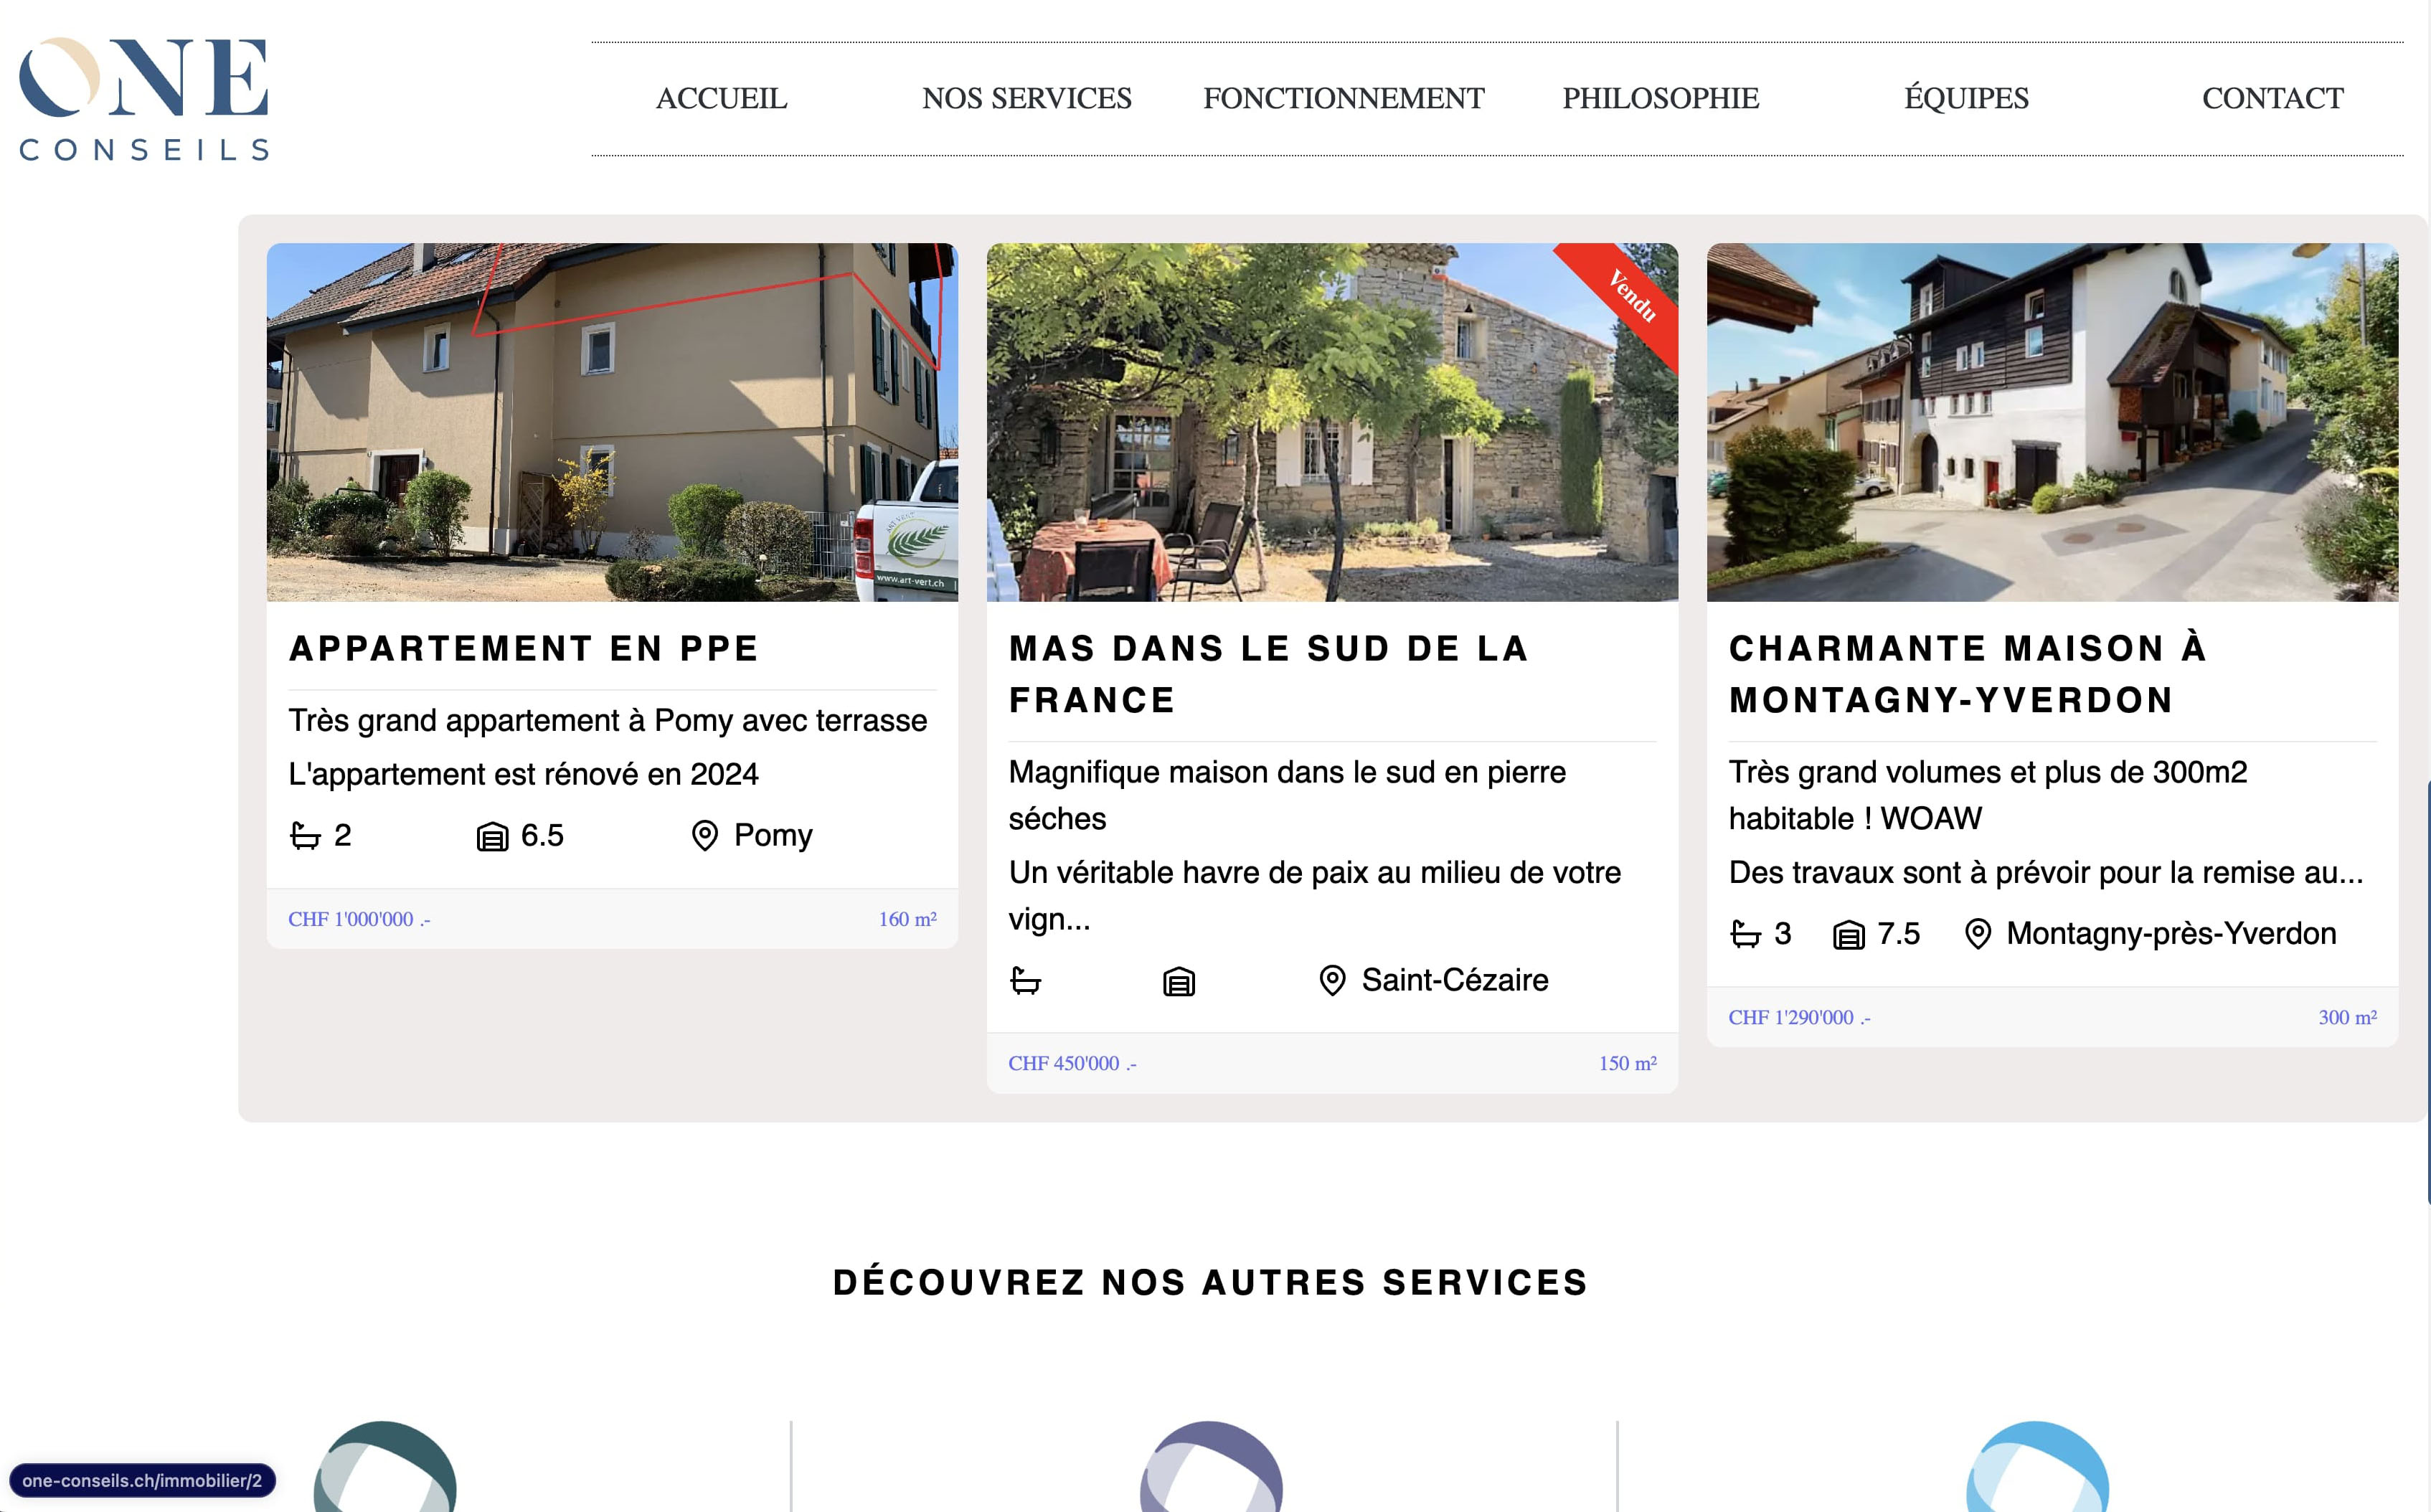 ONE
CONSEILS
ACCUEIL
NOS SERVICES
FONCTIONNEMENT
PHILOSOPHIE
ÉQUIPES
CONTACT
www.art-vert.ch
APPARTEMENT EN PPE
Très grand appartement à Pomy avec terrasse
L'appartement est rénové en 2024
2
6.5
Pomy
CHF 1'000'000 .-
160 m²
Vendu
MAS DANS LE SUD DE LA
FRANCE
Magnifique maison dans le sud en pierre
séches
Un véritable havre de paix au milieu de votre
vign...
Saint-Cézaire
CHF 450'000 .-
150 m²
CHARMANTE MAISON À
MONTAGNY-YVERDON
Très grand volumes et plus de 300m2
habitable ! WOAW
Des travaux sont à prévoir pour la remise au...
3
7.5
Montagny-près-Yverdon
CHF 1'290'000 .-
300 m²
DÉCOUVREZ NOS AUTRES SERVICES
one-conseils.ch/immobilier/2